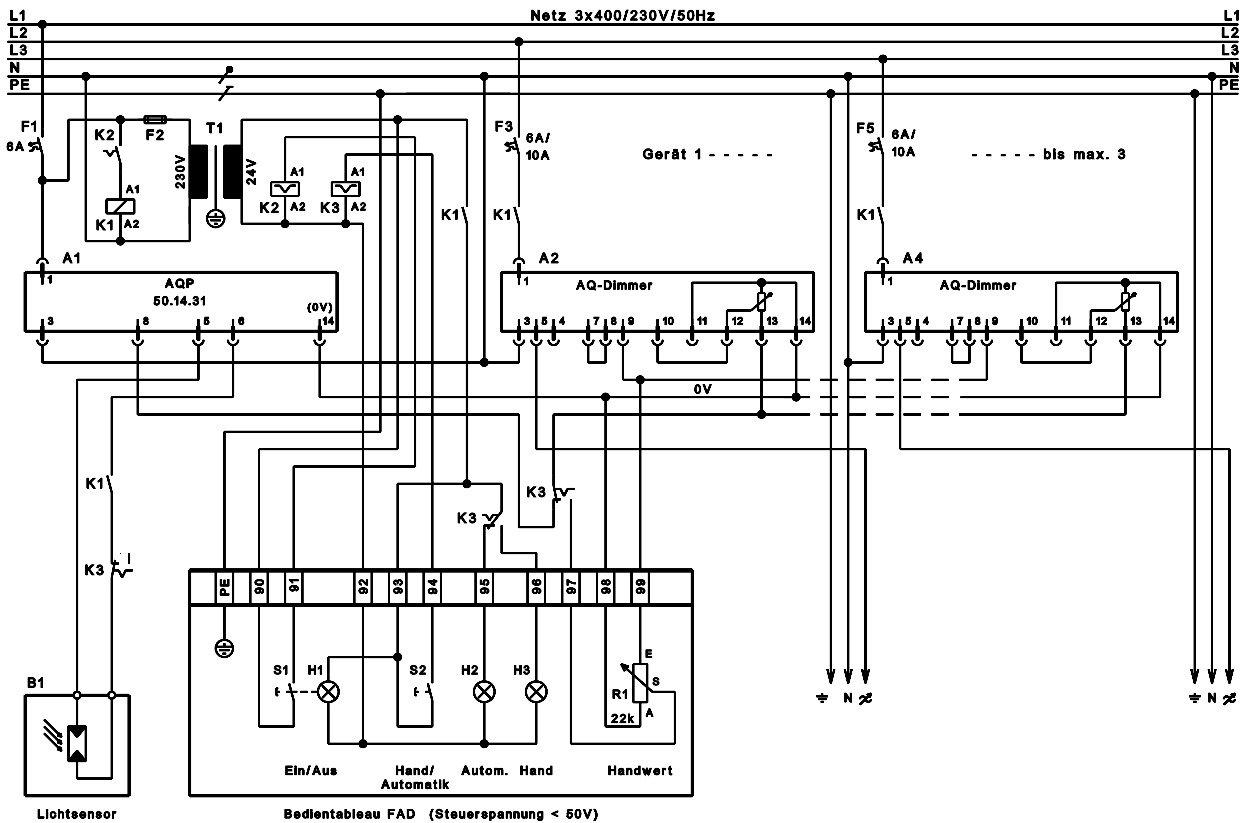 L1 Netz 3x400/230V/50Hz L1
L2 L2
L3 L3
N N
PE PE
F1 K2 F2 T1 F3 6A/ F5 6A/
6A 10A 10A
Gerät 1 - - - - - - - - - - bis max. 3
230V 24V
A1 A1 A1
K2 A2 K3 A2
K1 A2 K1 K1 K1
A1 A2 A4
1 AQP 1 AQ-Dimmer 1 AQ-Dimmer
50.14.31
(0V)
3 8 5 6 14 3 5 4 7 8 9 10 11 12 13 14 3 5 4 7 8 9 10 11 12 13 14
0V
K1 K3
K3
K3
PE 90 91 92 93 94 95 96 97 98 99
E
S1 H1 S2 H2 H3 S
B1 R1
22k A
Ein/Aus Hand/ Autom. Hand Handwert
Automatik
Lichtsensor Bedientableau FAD (Steuerspannung < 50V)
N N